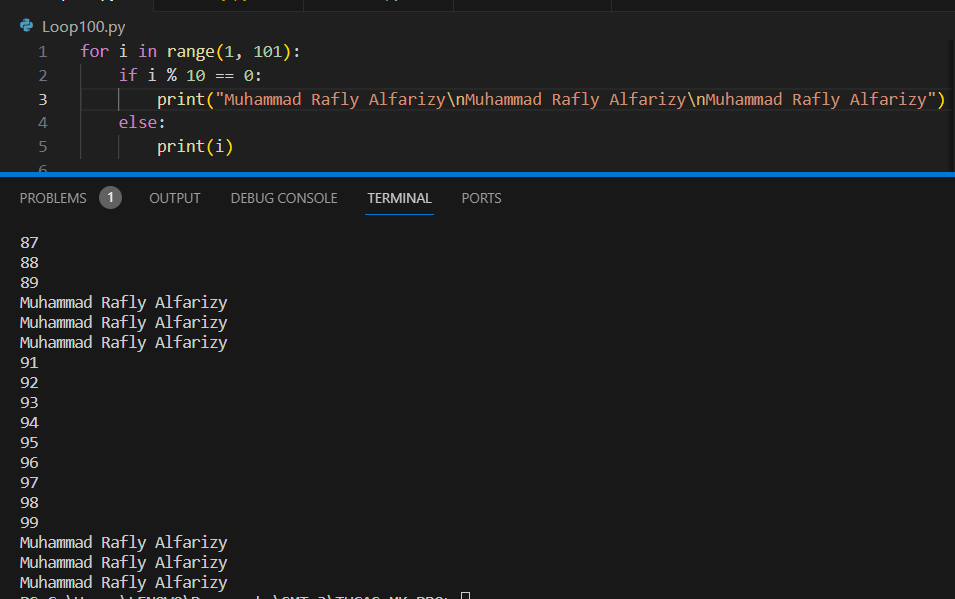 Loop100.py
1 for i in range(1, 101):
2 if i % 10 == 0:
3 print("Muhammad Rafly Alfarizy\nMuhammad Rafly Alfarizy\nMuhammad Rafly Alfarizy")
4 else:
5 print(i)
6
PROBLEMS 1 OUTPUT DEBUG CONSOLE TERMINAL PORTS
87
88
89
Muhammad Rafly Alfarizy
Muhammad Rafly Alfarizy
Muhammad Rafly Alfarizy
91
92
93
94
95
96
97
98
99
Muhammad Rafly Alfarizy
Muhammad Rafly Alfarizy
Muhammad Rafly Alfarizy